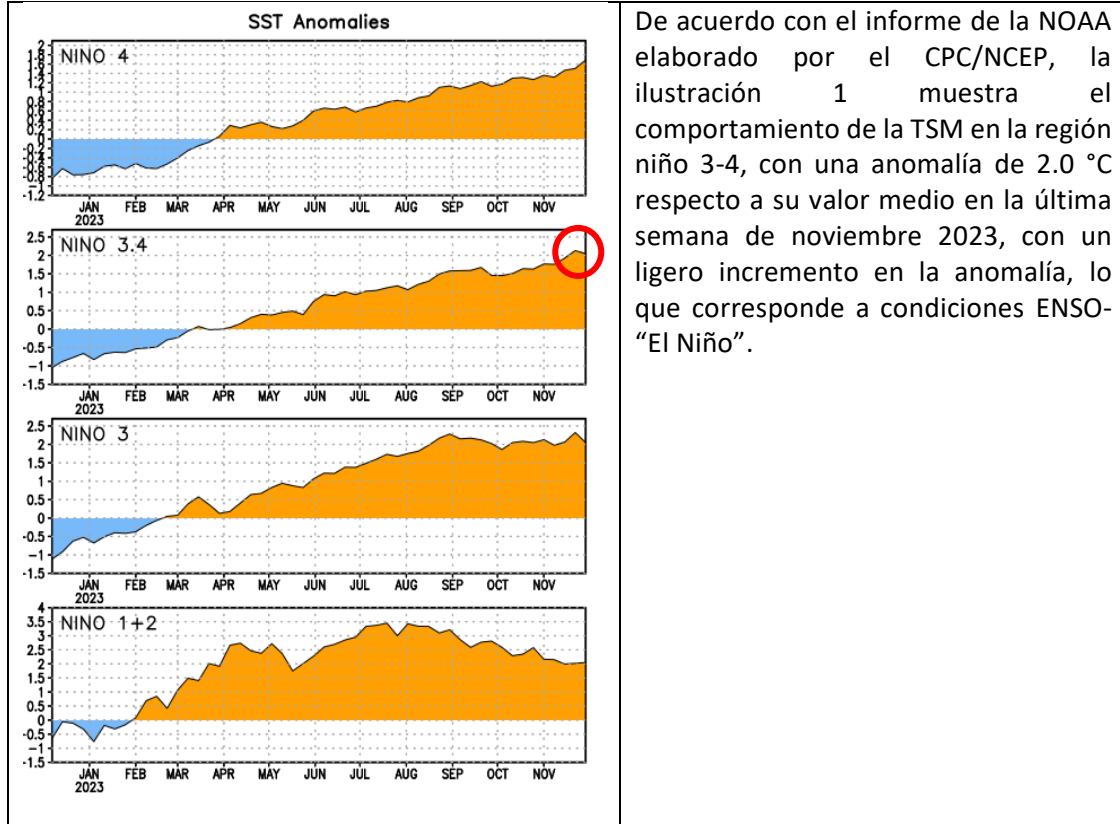 SST Anomalies
NINO 4
2
1.8
1.6
1.4
1.2
1
0.8
0.6
0.4
0.2
0
-0.2
-0.4
-0.6
-0.8
-1
-1.2
JAN FEB MAR APR MAY JUN JUL AUG SEP OCT NOV
2023
NINO 3.4
2.5
2
1.5
1
0.5
0
-0.5
-1
-1.5
JAN FEB MAR APR MAY JUN JUL AUG SEP OCT NOV
2023
NINO 3
2.5
2
1.5
1
0.5
0
-0.5
-1
-1.5
JAN FEB MAR APR MAY JUN JUL AUG SEP OCT NOV
2023
NINO 1+2
4
3.5
3
2.5
2
1.5
1
0.5
0
-0.5
-1
-1.5
JAN FEB MAR APR MAY JUN JUL AUG SEP OCT NOV
2023
De acuerdo con el informe de la NOAA
elaborado por el CPC/NCEP, la
ilustración 1 muestra el
comportamiento de la TSM en la región
niño 3-4, con una anomalía de 2.0 °C
respecto a su valor medio en la última
semana de noviembre 2023, con un
ligero incremento en la anomalía, lo
que corresponde a condiciones ENSO-
“El Niño”.